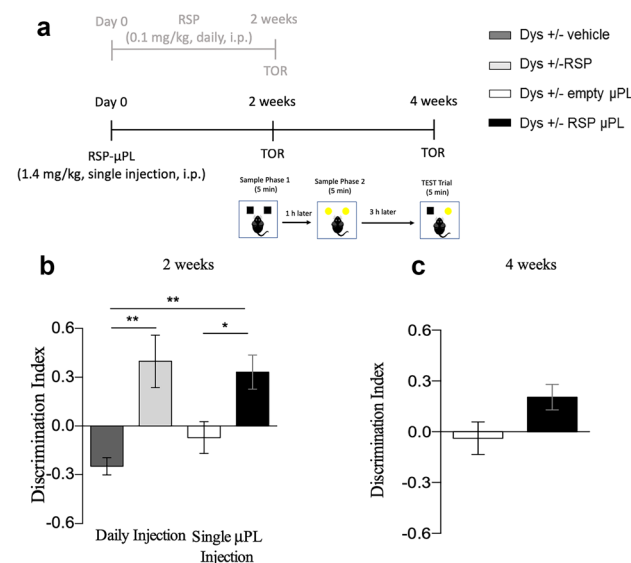 a
Day 0 RSP 2 weeks
(0.1 mg/kg, daily, i.p.)
TOR
Day 0 2 weeks 4 weeks
RSP-µPL TOR TOR
(1.4 mg/kg, single injection, i.p.)
Sample Phase 1 Sample Phase 2 TEST Trial
(5 min) (5 min) (5 min)
1 h later 3 h later
Dys +/- vehicle
Dys +/-RSP
Dys +/- empty µPL
Dys +/- RSP µPL
b
2 weeks
**
** *
Discrimination Index
0.6
0.3
0.0
-0.3
-0.6
Daily Injection Single µPL
Injection
c
4 weeks
Discrimination Index
0.6
0.3
0.0
-0.3
-0.6